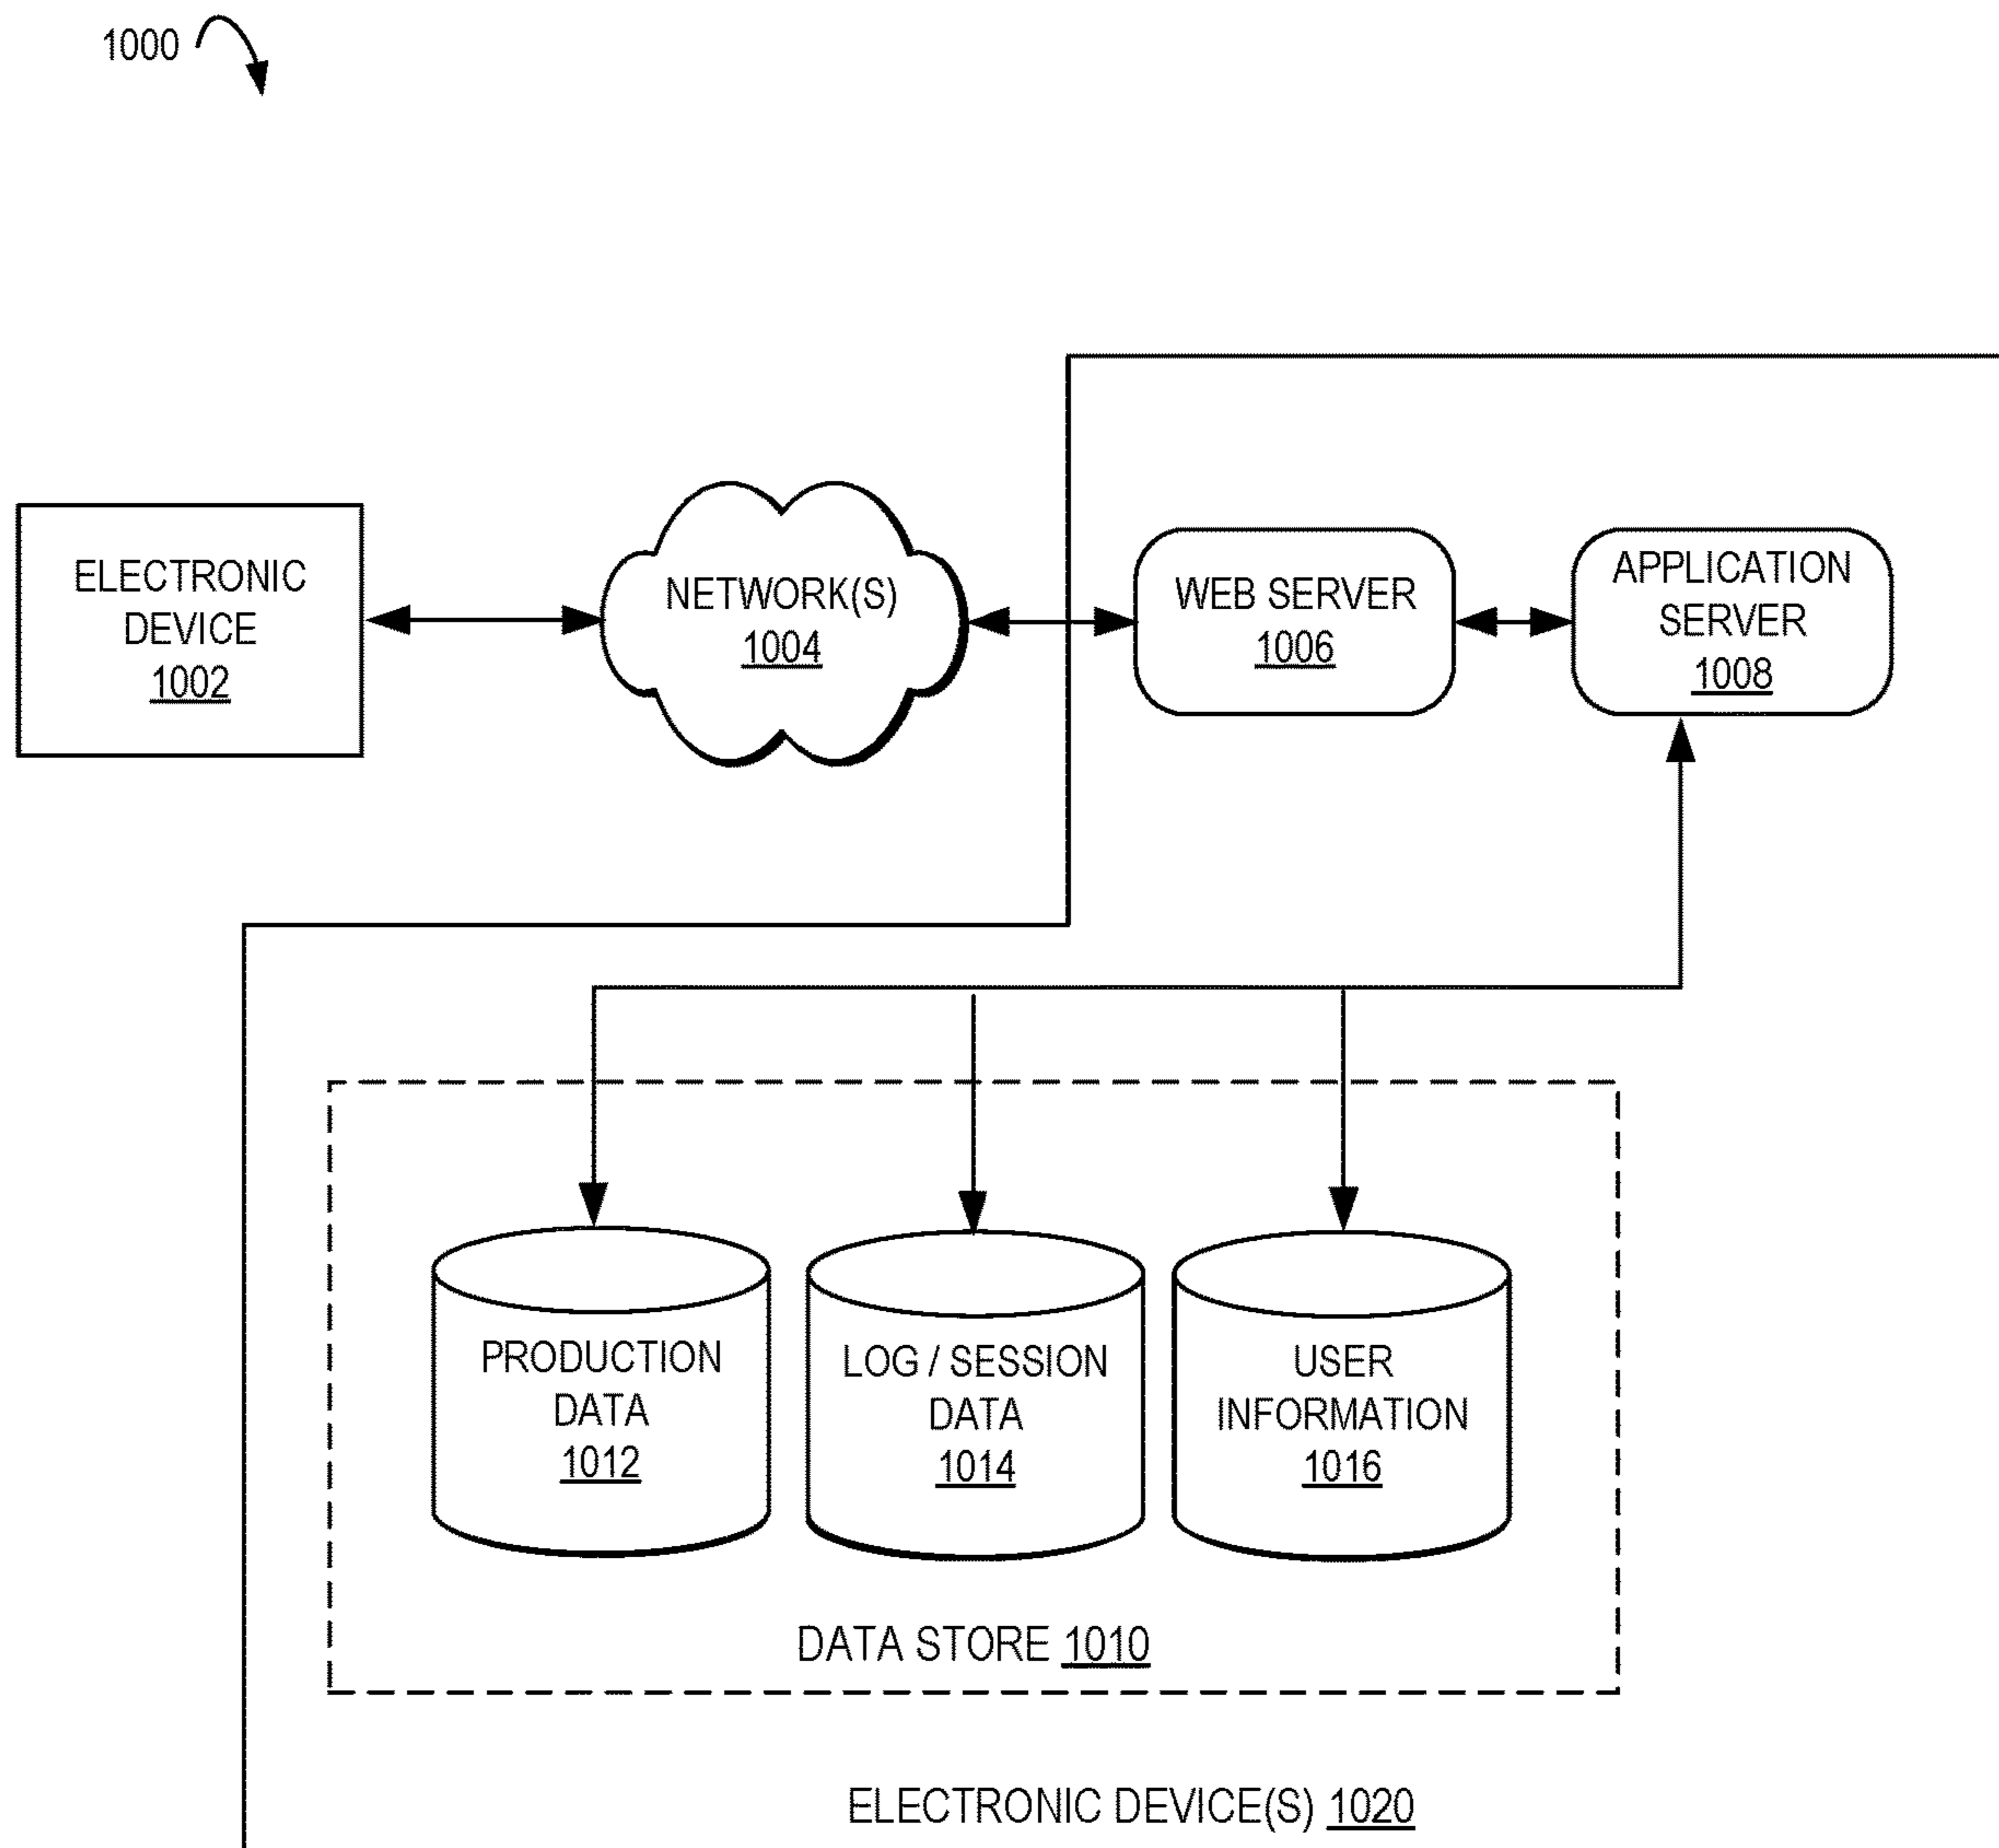 1000
ELECTRONIC
DEVICE
1002
NETWORK(S)
1004
WEB SERVER
1006
APPLICATION
SERVER
1008
PRODUCTION
DATA
1012
LOG / SESSION
DATA
1014
USER
INFORMATION
1016
DATA STORE 1010
ELECTRONIC DEVICE(S) 1020